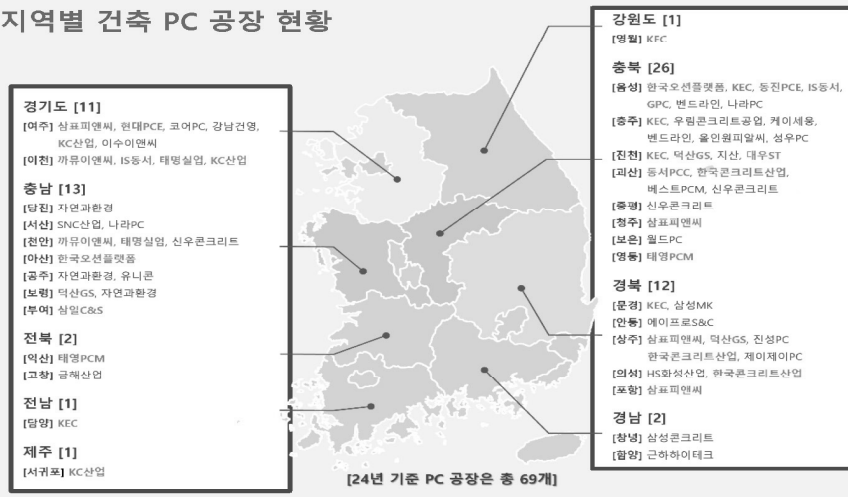 지역별 건축 PC 공장 현황
경기도 [11]
[여주] 삼표피앤씨, 현대PCE, 코어PC, 강남건영,
KC산업, 이수이앤씨
[이천] 까뮤이앤씨, IS동서, 태명실업, KC산업
충남 [13]
[당진] 자연과환경
[서산] SNC산업, 나라PC
[천안] 까뮤이앤씨, 태명실업, 신우콘크리트
[아산] 한국오션플랫폼
[공주] 자연과환경, 유니콘
[보령] 덕산GS, 자연과환경
[부여] 삼일C&S
전북 [2]
[익산] 태영PCM
[고창] 금해산업
전남 [1]
[담양] KEC
제주 [1]
[서귀포] KC산업
강원도 [1]
[영월] KEC
충북 [26]
[음성] 한국오션플랫폼, KEC, 동진PCE, IS동서,
GPC, 벤드라인, 나라PC
[충주] KEC, 우림콘크리트공업, 케이세웅,
벤드라인, 올인원피알씨, 성우PC
[진천] KEC, 덕산GS, 지산, 대우ST
[괴산] 동서PCC, 한국콘크리트산업,
베스트PCM, 신우콘크리트
[증평] 신우콘크리트
[청주] 삼표피앤씨
[보은] 월드PC
[영동] 태영PCM
경북 [12]
[문경] KEC, 삼성MK
[안동] 에이프로S&C
[상주] 삼표피앤씨, 덕산GS, 진성PC
한국콘크리트산업, 제이제이PC
[의성] HS화성산업, 한국콘크리트산업
[포항] 삼표피앤씨
경남 [2]
[창녕] 삼성콘크리트
[함양] 근하하이테크
[24년 기준 PC 공장은 총 69개]